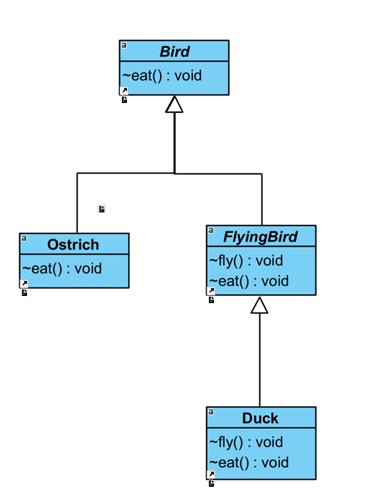 Bird
~eat() : void
Ostrich
~eat() : void
FlyingBird
~fly() : void
~eat() : void
Duck
~fly() : void
~eat() : void